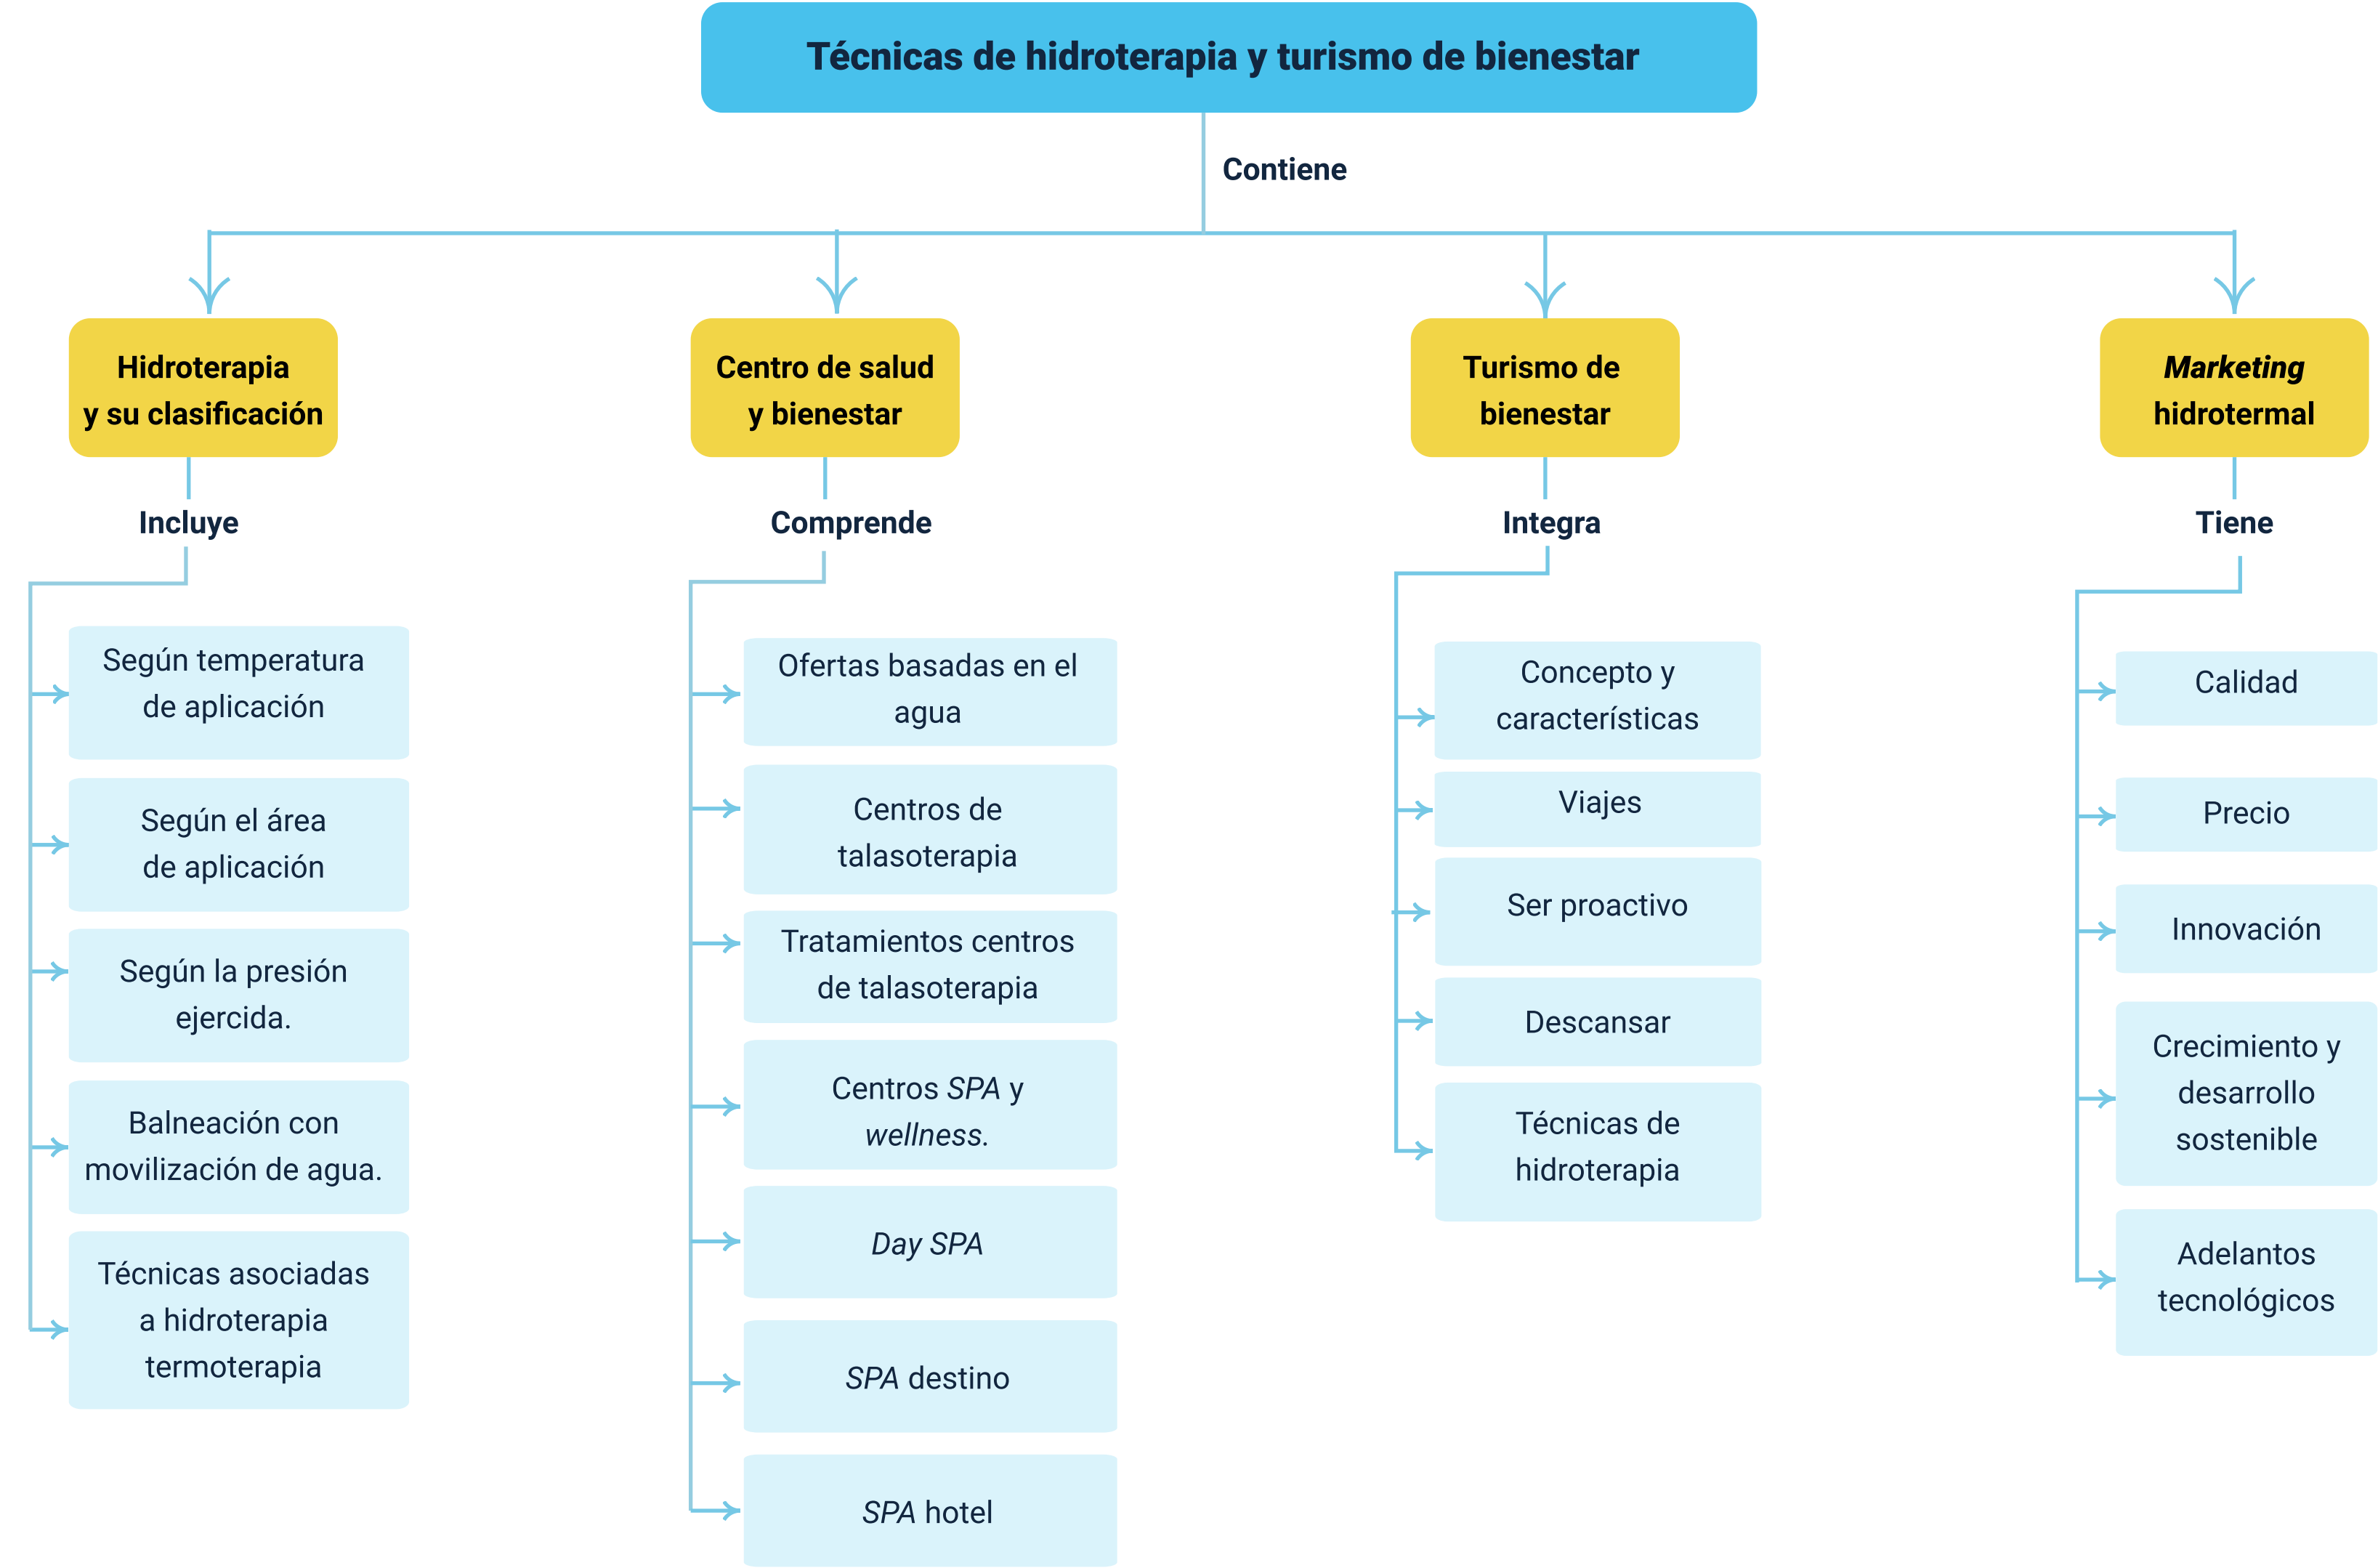 Técnicas de hidroterapia y turismo de bienestar
Contiene
Hidroterapia
y su clasificación
Incluye
Según temperatura
de aplicación
Según el área
de aplicación
Según la presión
ejercida.
Balneación con
movilización de agua.
Técnicas asociadas
a hidroterapia
termoterapia
Centro de salud
y bienestar
Comprende
Ofertas basadas en el
agua
Centros de
talasoterapia
Tratamientos centros
de talasoterapia
Centros SPA y
wellness.
Day SPA
SPA destino
SPA hotel
Turismo de
bienestar
Integra
Concepto y
características
Viajes
Ser proactivo
Descansar
Técnicas de
hidroterapia
Marketing
hidrotermal
Tiene
Calidad
Precio
Innovación
Crecimiento y
desarrollo
sostenible
Adelantos
tecnológicos